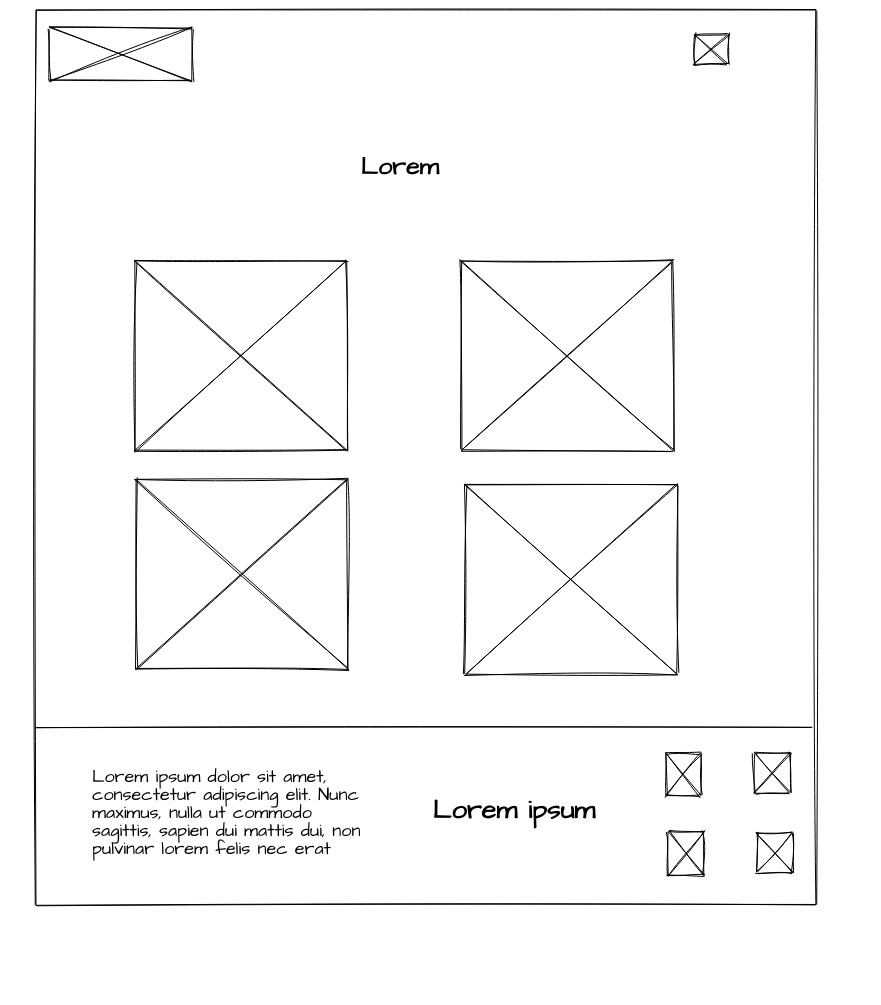 Lorem
Lorem ipsum dolor sit amet,
consectetur adipiscing elit. Nunc
maximus, nulla ut commodo
sagittis, sapien dui mattis dui, non
pulvinar lorem felis nec erat
Lorem ipsum